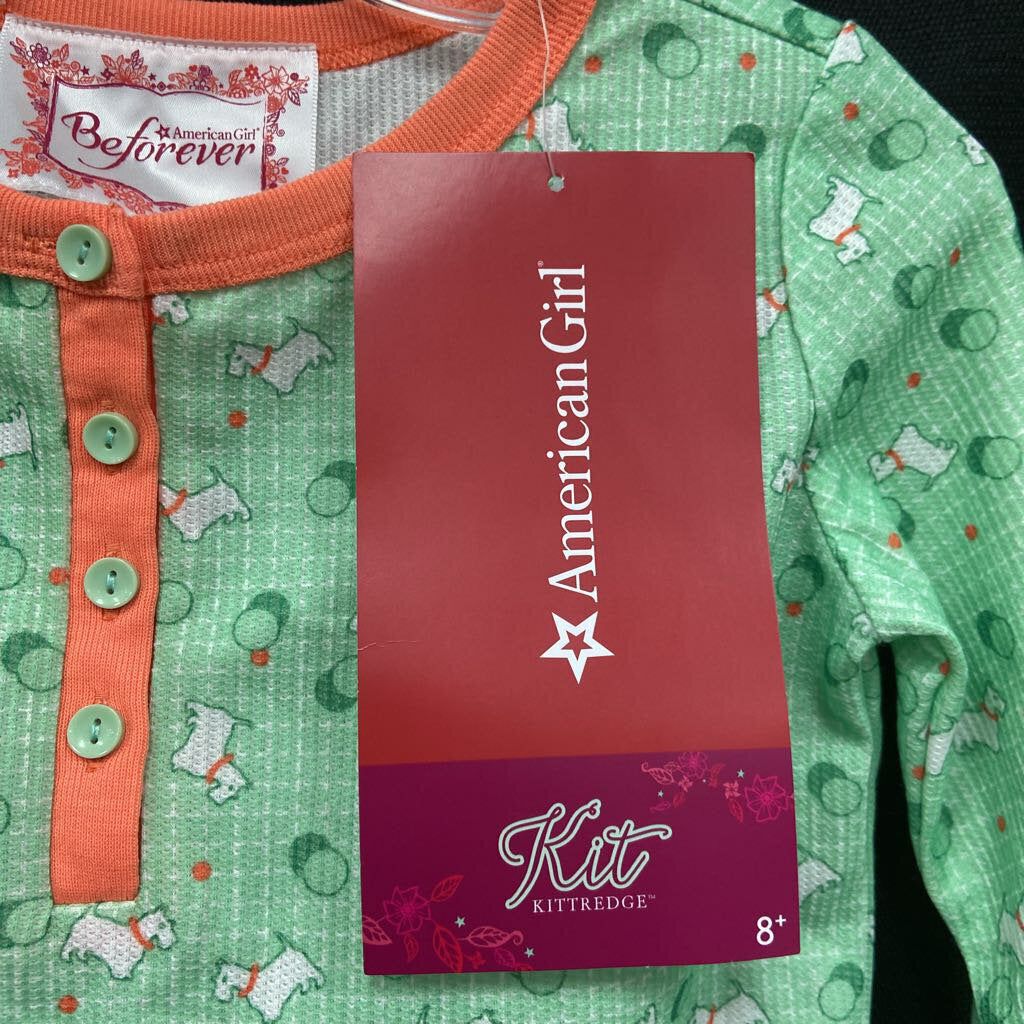 American Girl®
Beforever
American Girl®
Kit
KITTREDGE™
8+